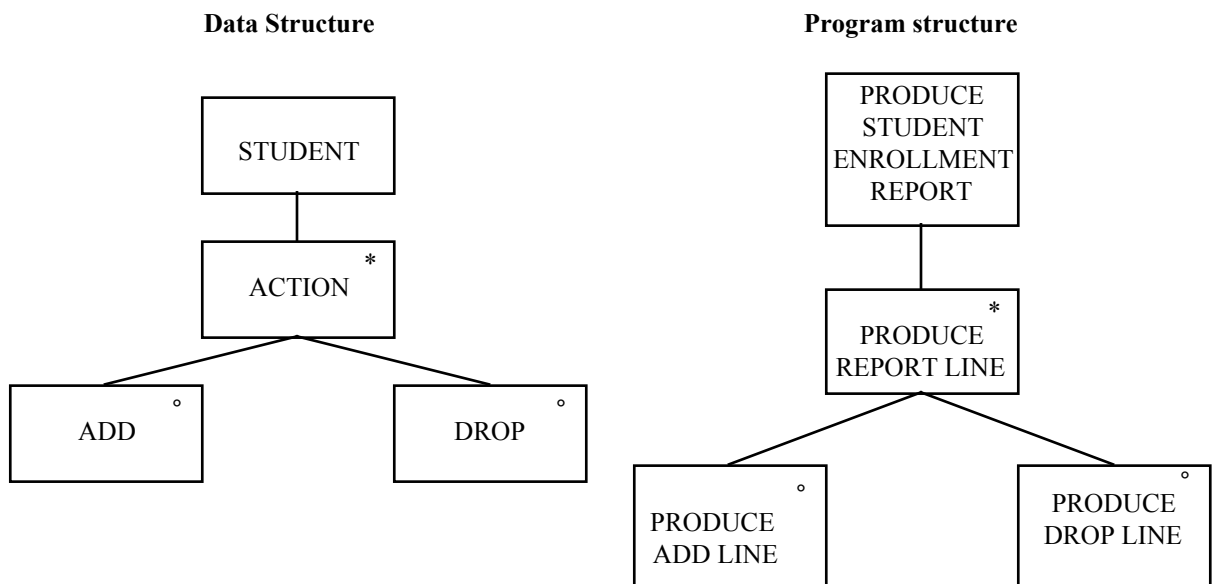 Data Structure
STUDENT
ACTION
*
ADD
°
DROP
°
Program structure
PRODUCE
STUDENT
ENROLLMENT
REPORT
*
PRODUCE
REPORT LINE
°
PRODUCE
ADD LINE
°
PRODUCE
DROP LINE